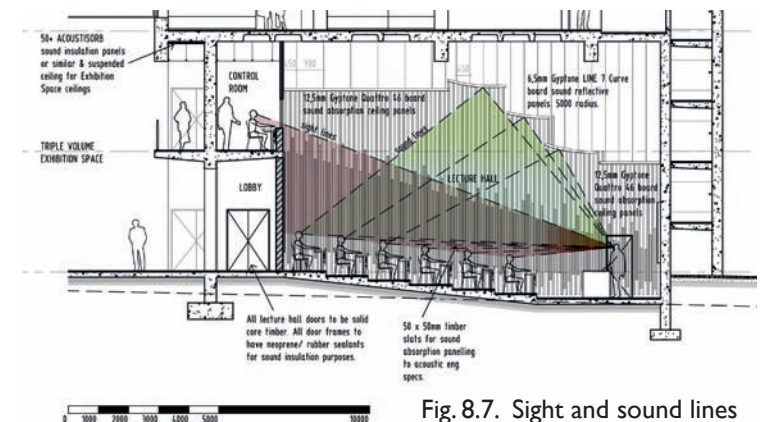 50+ ACOUSTISORB
sound insulation panels
or similar & suspended
ceiling for Exhibition
Space ceilings
CONTROL
ROOM
450 900
12,5mm Gyptone Quattro 46 board
sound absorption ceiling panels
sight lines
sound lines
450
6,5mm Gyptone LINE 7 Curve
board sound reflective
panels 5000 radius.
TRIPLE VOLUME
EXHIBITION SPACE
LOBBY
LECTURE HALL
12,5mm Gyptone
Quattro 46 board
sound absorption
ceiling panels
All lecture hall doors to be solid
core timber. All door frames to
have neoprene/ rubber sealants
for sound insulation purposes.
50 x 50mm timber
slats for sound
absorption panelling
to acoustic eng
specs.
0 1000 2000 3000 4000 5000 10000
Fig. 8.7. Sight and sound lines